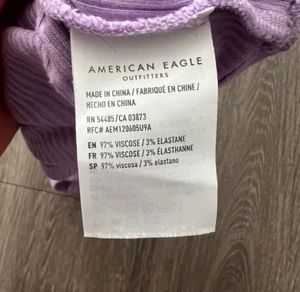 AMERICAN EAGLE
OUTFITTERS
MADE IN CHINA / FABRIQUÉ EN CHINE /
HECHO EN CHINA
RN 54485/CA 03873
RFC# AEM120605U9A
EN 97% VISCOSE / 3% ELASTANE
FR 97% VISCOSE / 3% ÉLASTHANNE
SP 97% viscosa / 3% elastano